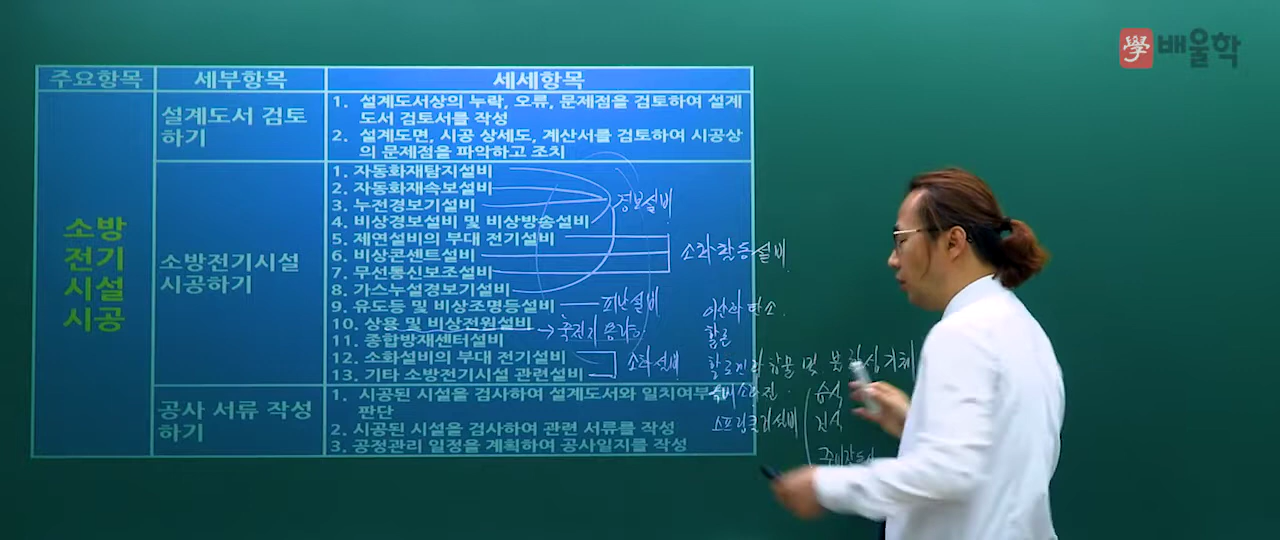 學 배울학
주요항목 세부항목 세세항목
소방
전기
시설
시공
설계도서 검토
하기
1. 설계도서상의 누락, 오류, 문제점을 검토하여 설계
도서 검토서를 작성
2. 설계도면, 시공 상세도, 계산서를 검토하여 시공상
의 문제점을 파악하고 조치
소방전기시설
시공하기
1. 자동화재탐지설비
2. 자동화재속보설비
3. 누전경보기설비
4. 비상경보설비 및 비상방송설비
5. 제연설비의 부대 전기설비
6. 비상콘센트설비
7. 무선통신보조설비
8. 가스누설경보기설비
9. 유도등 및 비상조명등설비
10. 상용 및 비상전원설비
11. 종합방재센터설비
12. 소화설비의 부대 전기설비
13. 기타 소방전기시설 관련설비
경보설비
소화활동설비
피난설비
축전지 용량
소화설비
공사 서류 작성
하기
1. 시공된 시설을 검사하여 설계도서와 일치여부
판단
2. 시공된 시설을 검사하여 관련 서류를 작성
3. 공정관리 일정을 계획하여 공사일지를 작성
이산화탄소
할론
할로겐화합물 및 불활성기체
스프링클러설비
습식
건식